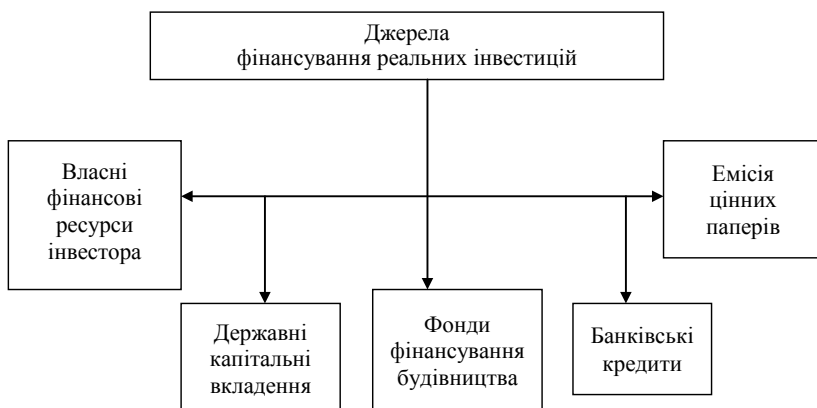 Джерела
фінансування реальних інвестицій
Власні
фінансові
ресурси
інвестора
Емісія
цінних
паперів
Державні
капітальні
вкладення
Фонди
фінансування
будівництва
Банківські
кредити